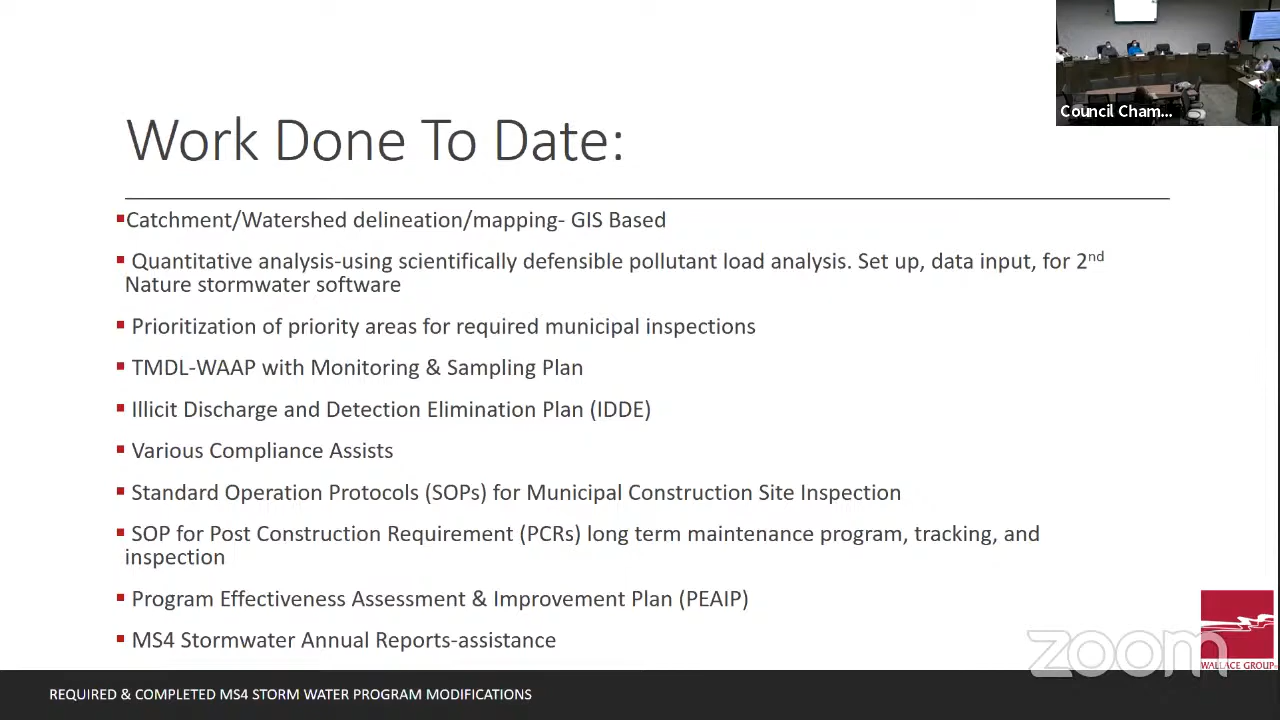 Council Cham...
Work Done To Date:
▪Catchment/Watershed delineation/mapping- GIS Based
▪ Quantitative analysis-using scientifically defensible pollutant load analysis. Set up, data input, for 2nd
Nature stormwater software
▪ Prioritization of priority areas for required municipal inspections
▪ TMDL-WAAP with Monitoring & Sampling Plan
▪ Illicit Discharge and Detection Elimination Plan (IDDE)
▪ Various Compliance Assists
▪ Standard Operation Protocols (SOPs) for Municipal Construction Site Inspection
▪ SOP for Post Construction Requirement (PCRs) long term maintenance program, tracking, and
inspection
▪ Program Effectiveness Assessment & Improvement Plan (PEAIP)
▪ MS4 Stormwater Annual Reports-assistance
zoom
WALLACE GROUP
REQUIRED & COMPLETED MS4 STORM WATER PROGRAM MODIFICATIONS